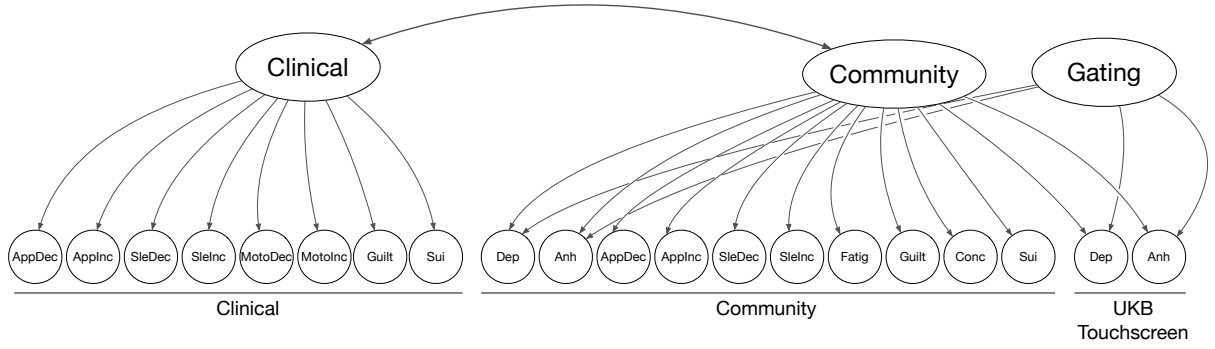 Clinical
Community
Gating
AppDec AppInc SleDec SleInc MotoDec MotoInc Guilt Sui
Dep Anh AppDec AppInc SleDec SleInc Fatig Guilt Conc Sui
Dep Anh
Clinical
Community
UKB
Touchscreen